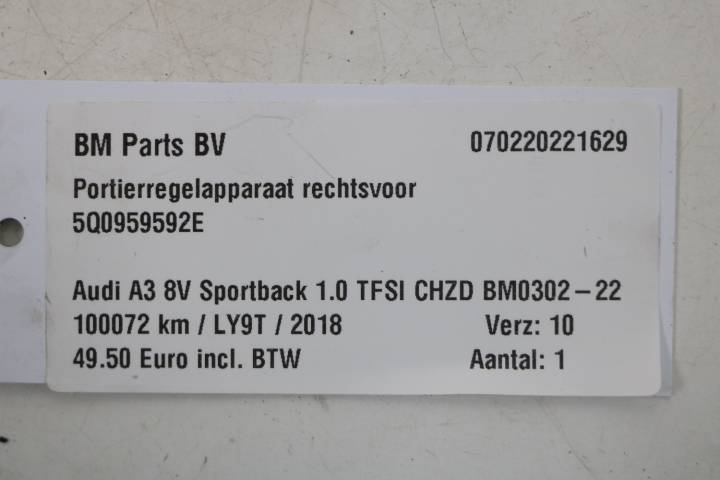 BM Parts BV 070220221629
Portierregelapparaat rechtsvoor
5Q0959592E
Audi A3 8V Sportback 1.0 TFSI CHZD BM0302-22
100072 km / LY9T / 2018 Verz: 10
49.50 Euro incl. BTW Aantal: 1